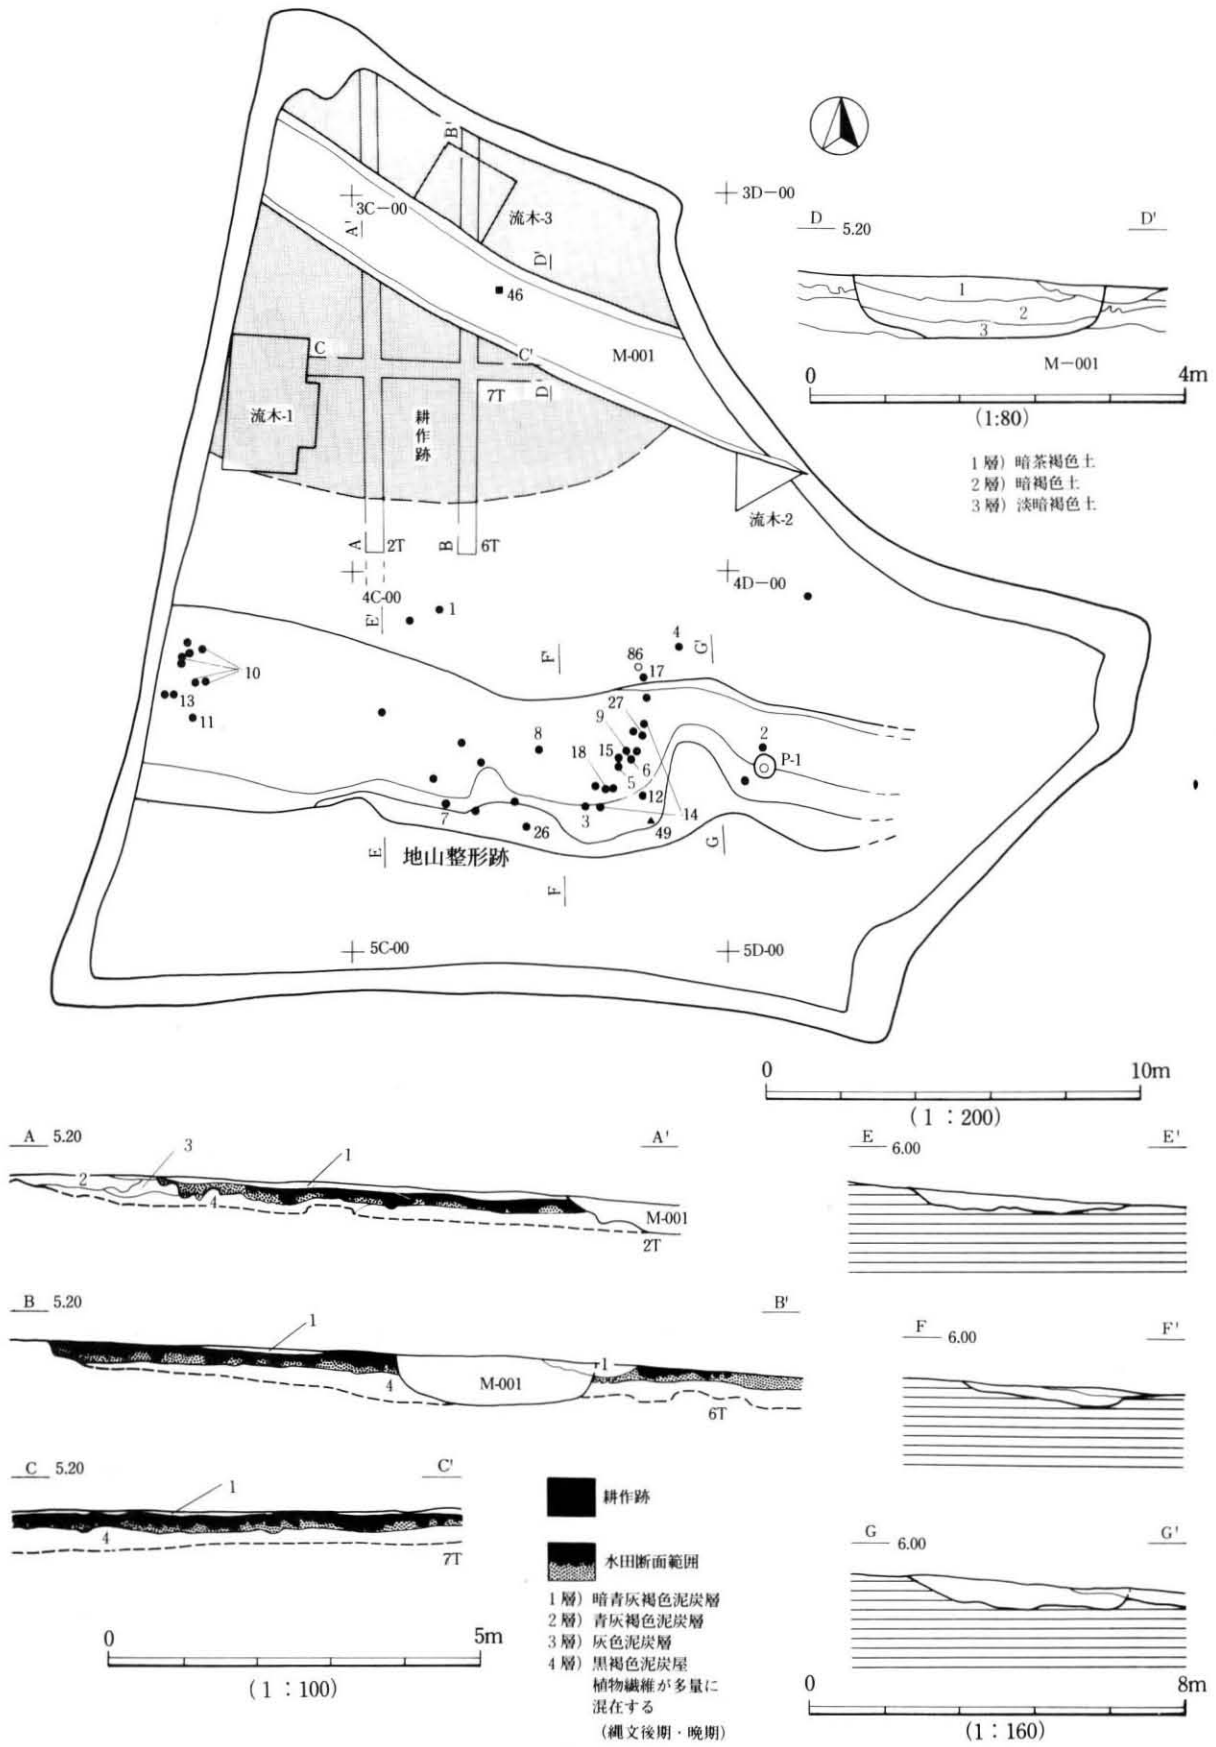 3C-00
3D-00
B'
A'
流木-3
D'
46
M-001
C
C'
D
7T
流木-1
耕作跡
流木-2
A
2T
B
6T
4C-00
4D-00
E'
1
F'
G'
4
86
17
10
13
11
27
9
8
2
P-1
18
15
6
5
12
7
3
14
26
49
E
地山整形跡
F
G
5C-00
5D-00
0 10m
(1:200)
D 5.20 D'
1
2
3
M-001
0 4m
(1:80)
1層）暗茶褐色土
2層）暗褐色土
3層）淡暗褐色土
A 5.20 A'
3
1
2
4
M-001
2T
B 5.20 B'
1
1
4
M-001
6T
C 5.20 C'
1
4
7T
0 5m
(1:100)
耕作跡
水田断面範囲
1層）暗青灰褐色泥炭層
2層）青灰褐色泥炭層
3層）灰色泥炭層
4層）黒褐色泥炭屋
植物繊維が多量に
混在する
（縄文後期・晩期）
E 6.00 E'
F 6.00 F'
G 6.00 G'
0 8m
(1:160)